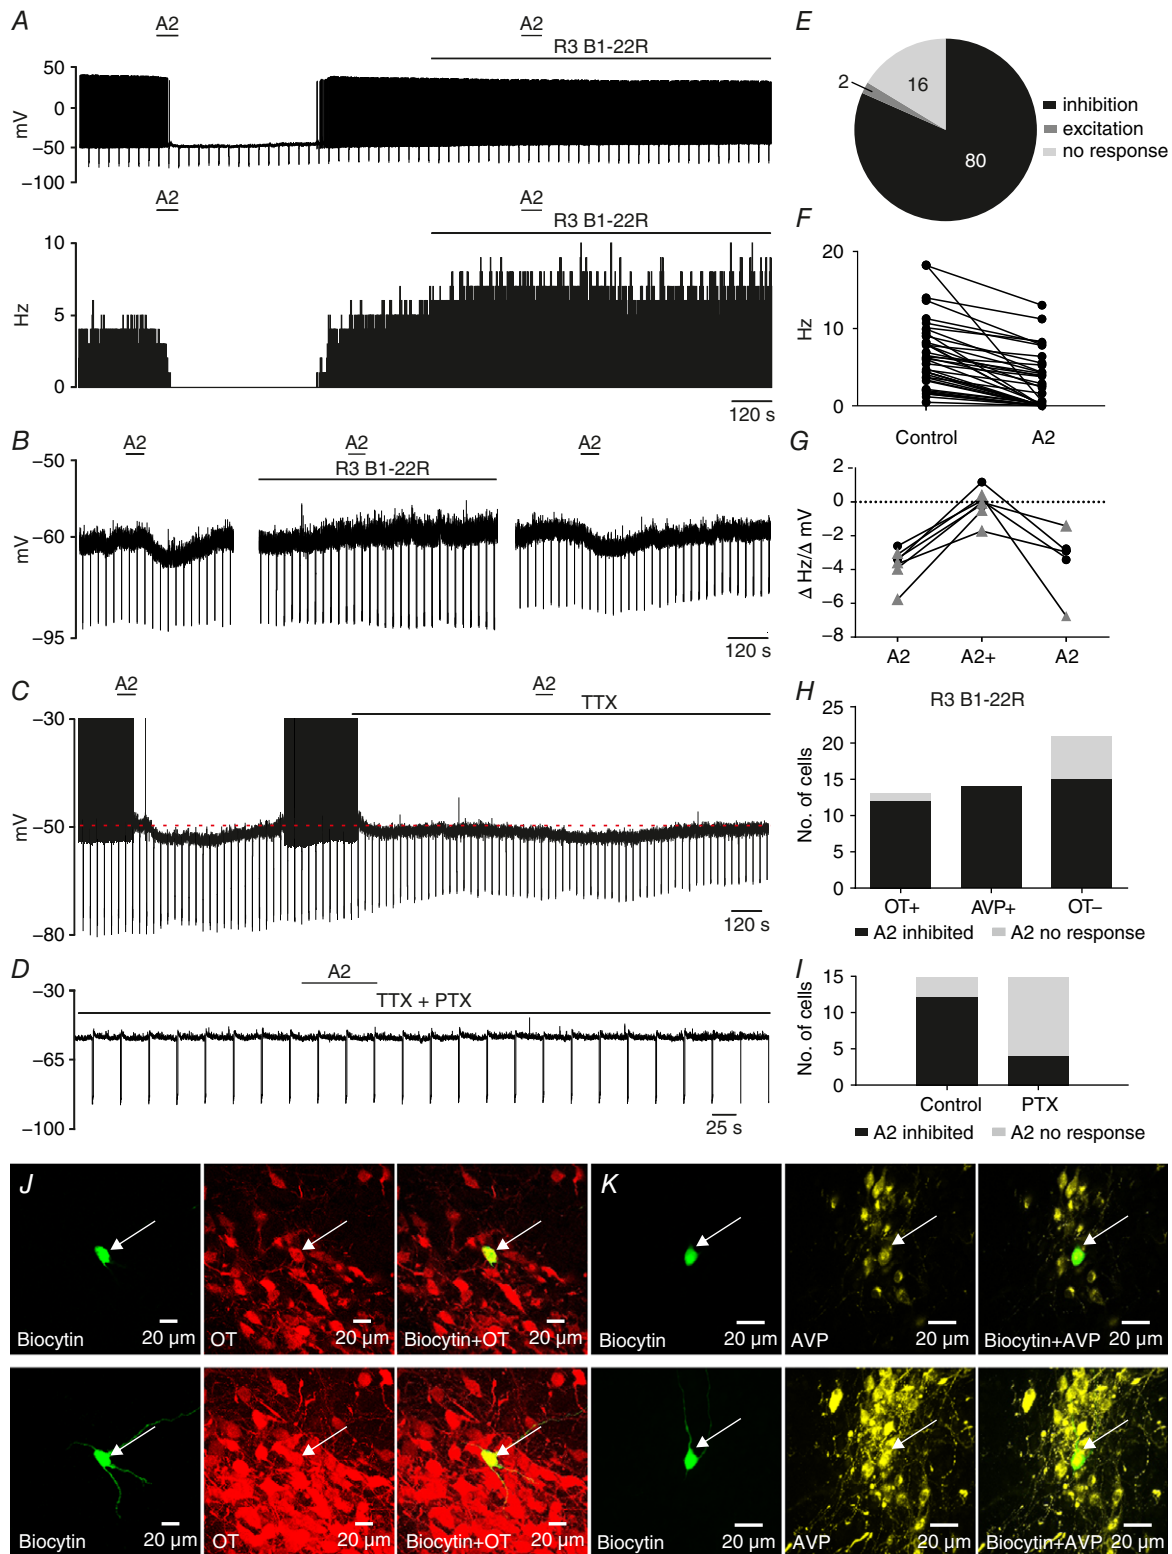 A
A2
A2
R3 B1-22R
50
0
−50
−100
mV
A2
A2
R3 B1-22R
10
5
0
Hz
120 s
B
A2
A2
A2
R3 B1-22R
−50
−60
−95
mV
120 s
C
A2
A2
TTX
−30
−50
−80
mV
120 s
D
A2
TTX + PTX
−30
−65
−100
25 s
E
2
16
80
inhibition
excitation
no response
F
20
10
0
Hz
Control
A2
G
2
0
−2
−4
−6
−8
Δ Hz/Δ mV
A2
A2+
A2
H
R3 B1-22R
25
20
15
10
5
0
No. of cells
OT+
AVP+
OT−
A2 inhibited
A2 no response
I
15
10
5
0
No. of cells
Control
PTX
A2 inhibited
A2 no response
J
Biocytin
20 µm
OT
20 µm
Biocytin+OT
20 µm
K
Biocytin
20 µm
AVP
20 µm
Biocytin+AVP
20 µm
Biocytin
20 µm
OT
20 µm
Biocytin+OT
20 µm
Biocytin
20 µm
AVP
20 µm
Biocytin+AVP
20 µm